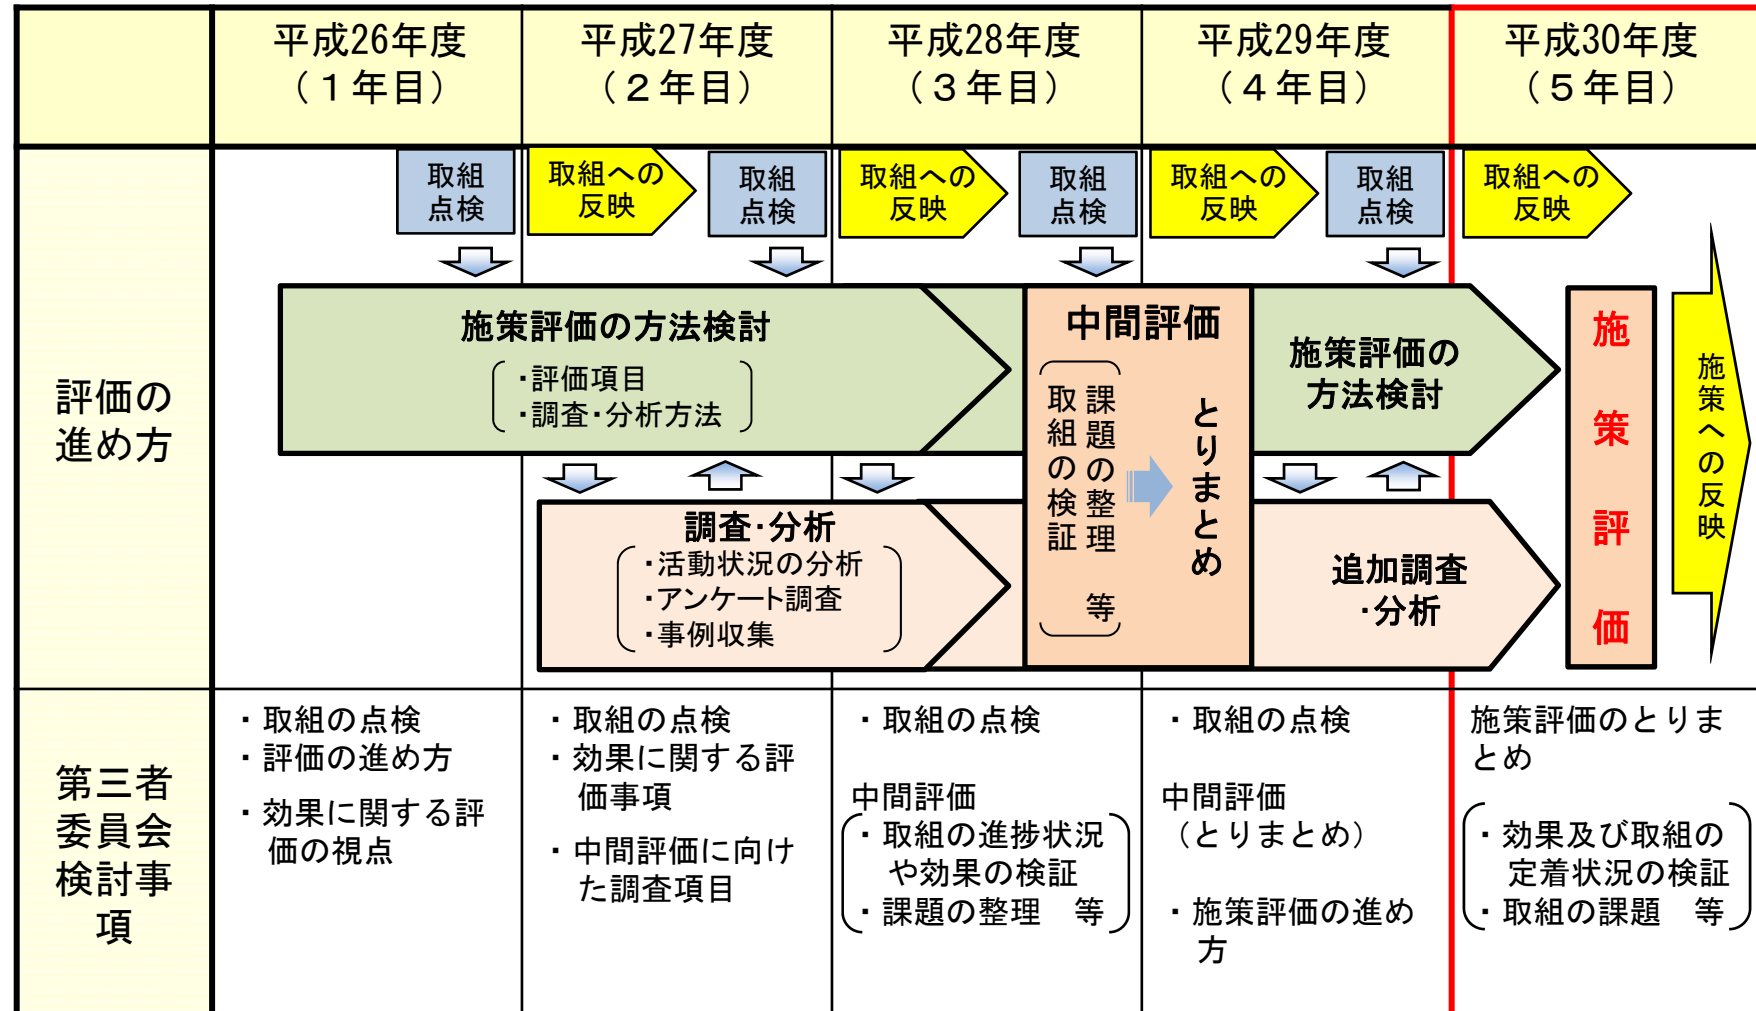 平成26年度
（１年目）
平成27年度
（２年目）
平成28年度
（３年目）
平成29年度
（４年目）
平成30年度
（５年目）
評価の
進め方
取組
点検
取組への
反映
取組
点検
取組への
反映
取組
点検
取組への
反映
取組
点検
取組への
反映
施策評価の方法検討
・評価項目
・調査・分析方法
中間評価
課題の整理　等
取組の検証
とりまとめ
施策評価の
方法検討
施策評価
施策への反映
調査・分析
・活動状況の分析
・アンケート調査
・事例収集
追加調査
・分析
第三者
委員会
検討事
項
・取組の点検
・評価の進め方
・効果に関する評
価の視点
・取組の点検
・効果に関する評
価事項
・中間評価に向け
た調査項目
・取組の点検
中間評価
・取組の進捗状況
や効果の検証
・課題の整理　等
・取組の点検
中間評価
（とりまとめ）
・施策評価の進め
方
施策評価のとりま
とめ
・効果及び取組の
定着状況の検証
・取組の課題　等